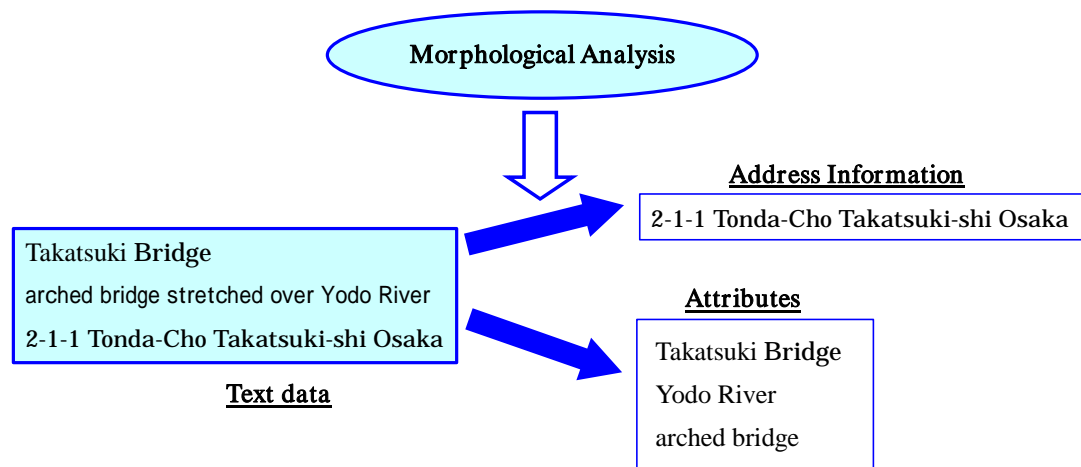 Morphological Analysis
Address Information
2-1-1 Tonda-Cho Takatsuki-shi Osaka
Takatsuki Bridge
arched bridge stretched over Yodo River
2-1-1 Tonda-Cho Takatsuki-shi Osaka
Text data
Attributes
Takatsuki Bridge
Yodo River
arched bridge